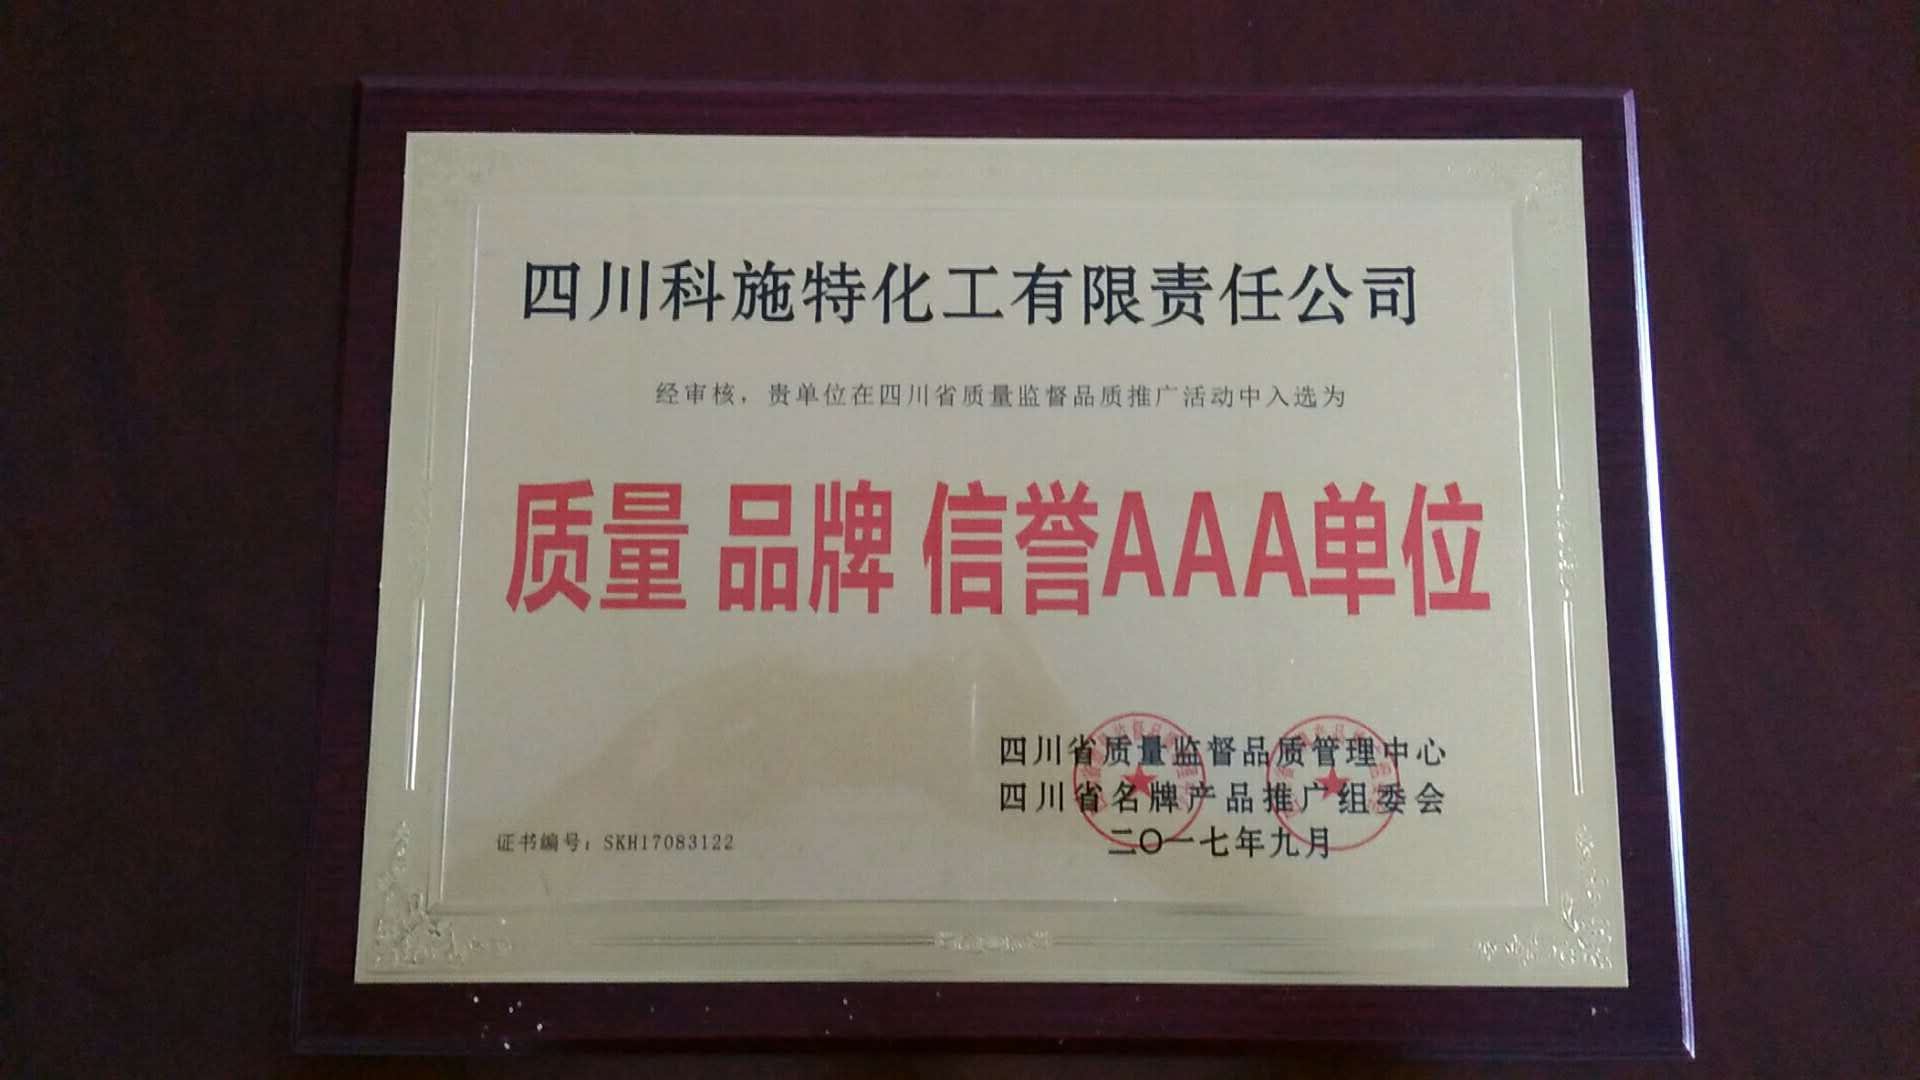 四川科施特化工有限责任公司
经审核，贵单位在四川省质量监督品质推广活动中入选为
质量 品牌 信誉AAA单位
四川省质量监督品质管理中心
四川省名牌产品推广组委会
二〇一七年九月
证书编号：SKH17083122